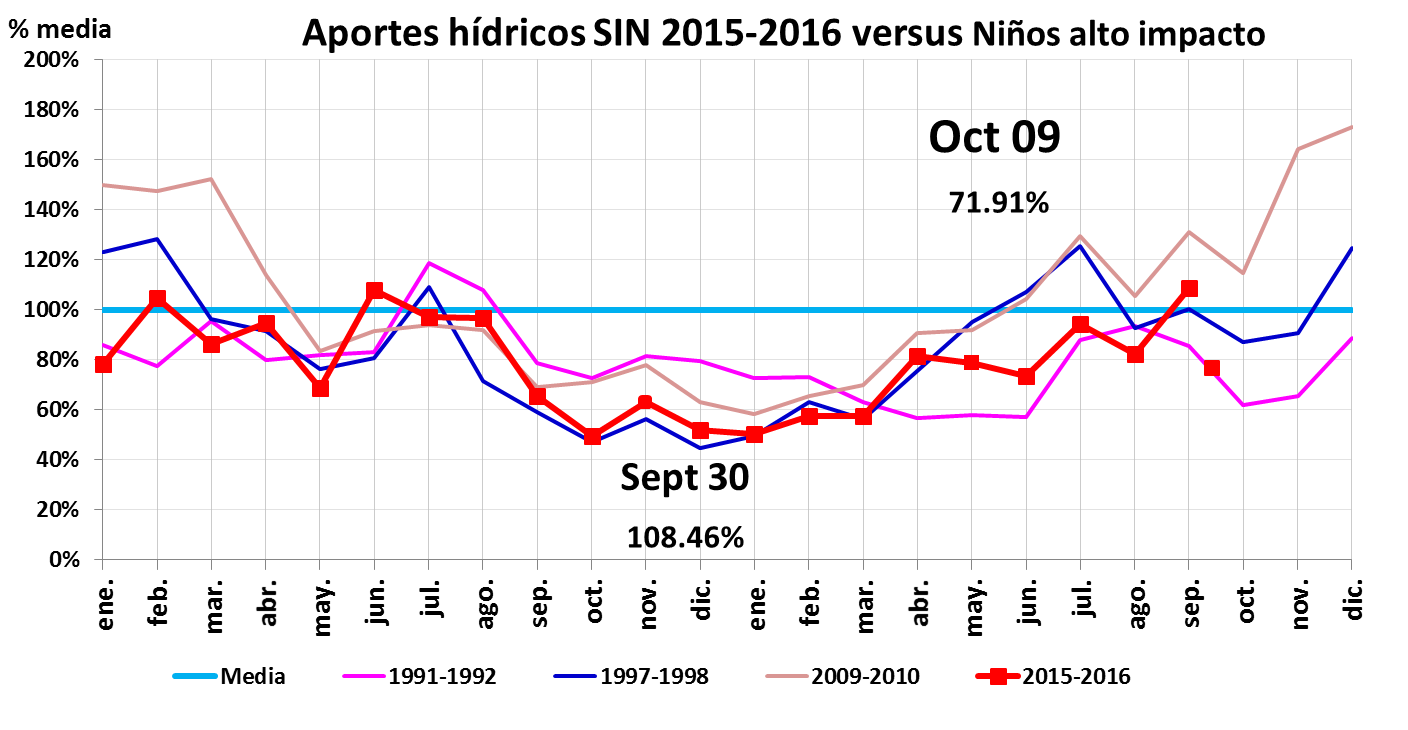 % media
Aportes hídricos SIN 2015-2016 versus Niños alto impacto
200%
180%
160%
140%
120%
100%
80%
60%
40%
20%
0%
Oct 09
71.91%
Sept 30
108.46%
ene.
feb.
mar.
abr.
may.
jun.
jul.
ago.
sep.
oct.
nov.
dic.
ene.
feb.
mar.
abr.
may.
jun.
jul.
ago.
sep.
oct.
nov.
dic.
Media
1991-1992
1997-1998
2009-2010
2015-2016